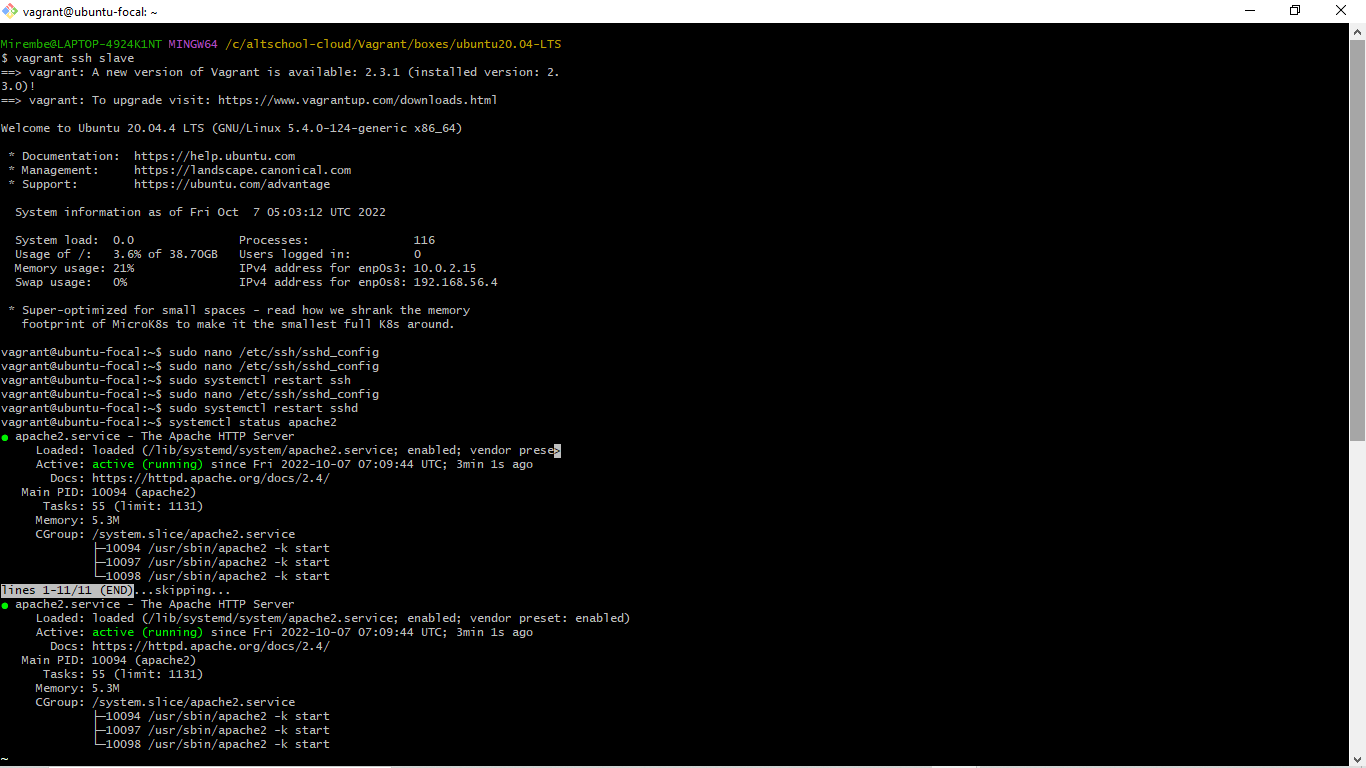 vagrant@ubuntu-focal: ~
Mirembe@LAPTOP-4924K1NT MINGW64 /c/altschool-cloud/Vagrant/boxes/ubuntu20.04-LTS
$ vagrant ssh slave
==> vagrant: A new version of Vagrant is available: 2.3.1 (installed version: 2.
3.0)!
==> vagrant: To upgrade visit: https://www.vagrantup.com/downloads.html
Welcome to Ubuntu 20.04.4 LTS (GNU/Linux 5.4.0-124-generic x86_64)
 * Documentation:  https://help.ubuntu.com
 * Management:     https://landscape.canonical.com
 * Support:        https://ubuntu.com/advantage
  System information as of Fri Oct  7 05:03:12 UTC 2022
  System load:  0.0               Processes:               116
  Usage of /:   3.6% of 38.70GB   Users logged in:         0
  Memory usage: 21%               IPv4 address for enp0s3: 10.0.2.15
  Swap usage:   0%                IPv4 address for enp0s8: 192.168.56.4
 * Super-optimized for small spaces - read how we shrank the memory
   footprint of MicroK8s to make it the smallest full K8s around.
vagrant@ubuntu-focal:~$ sudo nano /etc/ssh/sshd_config
vagrant@ubuntu-focal:~$ sudo nano /etc/ssh/sshd_config
vagrant@ubuntu-focal:~$ sudo systemctl restart ssh
vagrant@ubuntu-focal:~$ sudo nano /etc/ssh/sshd_config
vagrant@ubuntu-focal:~$ sudo systemctl restart sshd
vagrant@ubuntu-focal:~$ systemctl status apache2
● apache2.service - The Apache HTTP Server
     Loaded: loaded (/lib/systemd/system/apache2.service; enabled; vendor prese>
     Active: active (running) since Fri 2022-10-07 07:09:44 UTC; 3min 1s ago
       Docs: https://httpd.apache.org/docs/2.4/
   Main PID: 10094 (apache2)
      Tasks: 55 (limit: 1131)
     Memory: 5.3M
     CGroup: /system.slice/apache2.service
             ├─10094 /usr/sbin/apache2 -k start
             ├─10097 /usr/sbin/apache2 -k start
             └─10098 /usr/sbin/apache2 -k start
lines 1-11/11 (END)...skipping...
● apache2.service - The Apache HTTP Server
     Loaded: loaded (/lib/systemd/system/apache2.service; enabled; vendor preset: enabled)
     Active: active (running) since Fri 2022-10-07 07:09:44 UTC; 3min 1s ago
       Docs: https://httpd.apache.org/docs/2.4/
   Main PID: 10094 (apache2)
      Tasks: 55 (limit: 1131)
     Memory: 5.3M
     CGroup: /system.slice/apache2.service
             ├─10094 /usr/sbin/apache2 -k start
             ├─10097 /usr/sbin/apache2 -k start
             └─10098 /usr/sbin/apache2 -k start
~